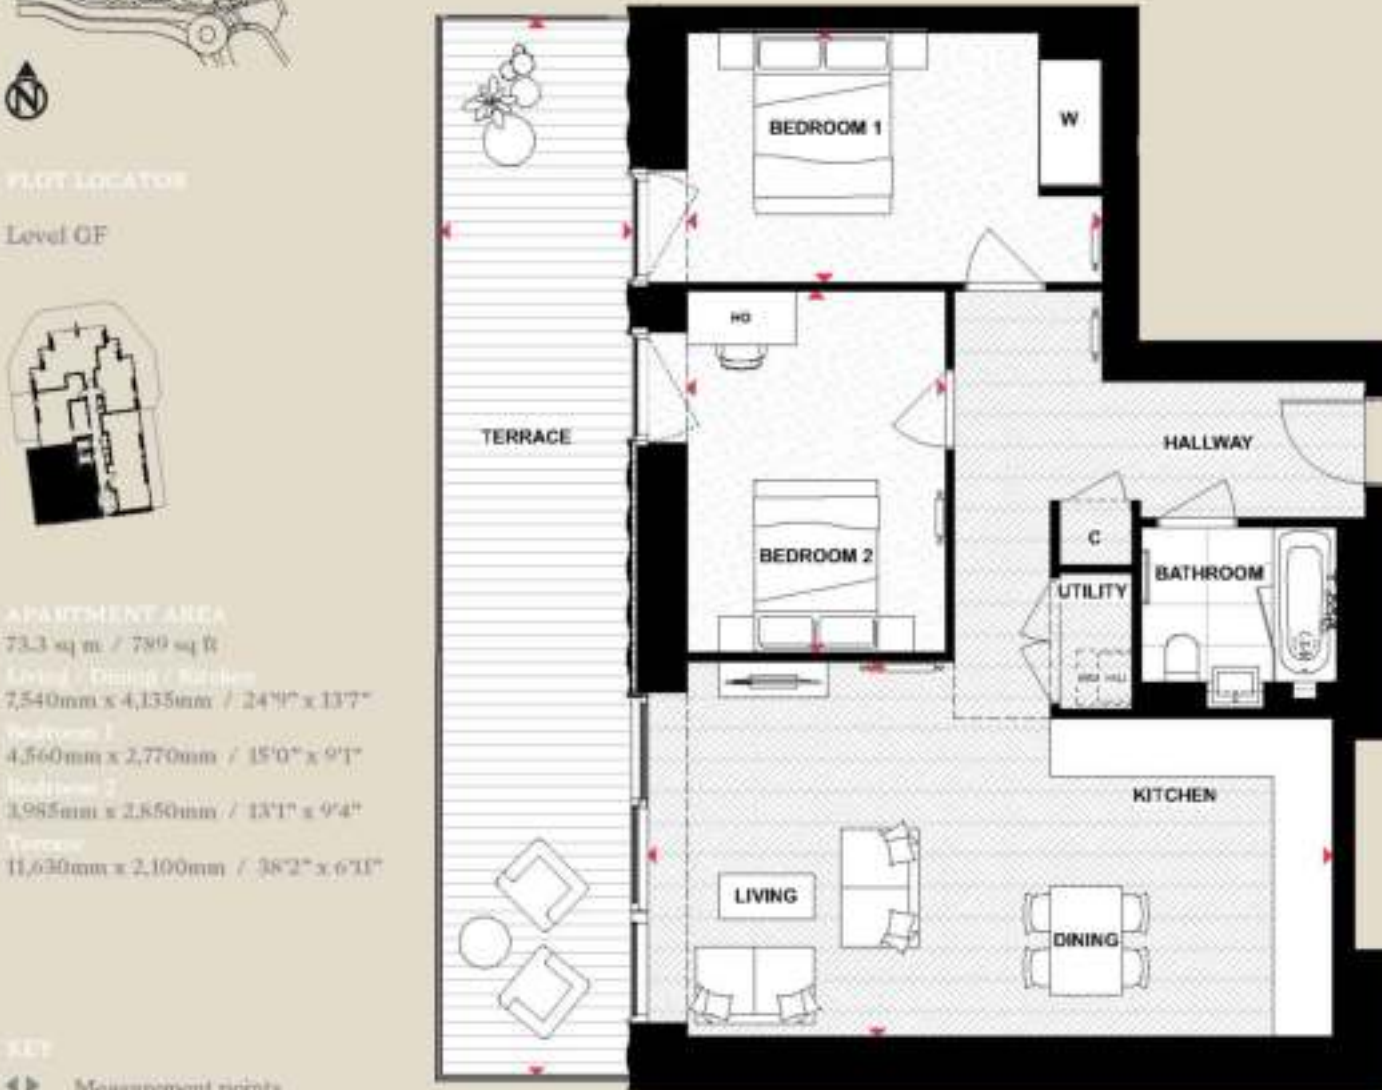 N
PLOT LOCATOR
Level GF
APARTMENT AREA
73.3 sq m / 789 sq ft
Living / Dining / Kitchen
7,540mm x 4,135mm / 24'9" x 13'7"
Bedroom 1
4,560mm x 2,770mm / 15'0" x 9'1"
Bedroom 2
3,985mm x 2,850mm / 13'1" x 9'4"
Terrace
11,630mm x 2,100mm / 38'2" x 6'11"
KEY
Measurement points
BEDROOM 1
W
HO
TERRACE
HALLWAY
C
BEDROOM 2
BATHROOM
UTILITY
KITCHEN
LIVING
DINING